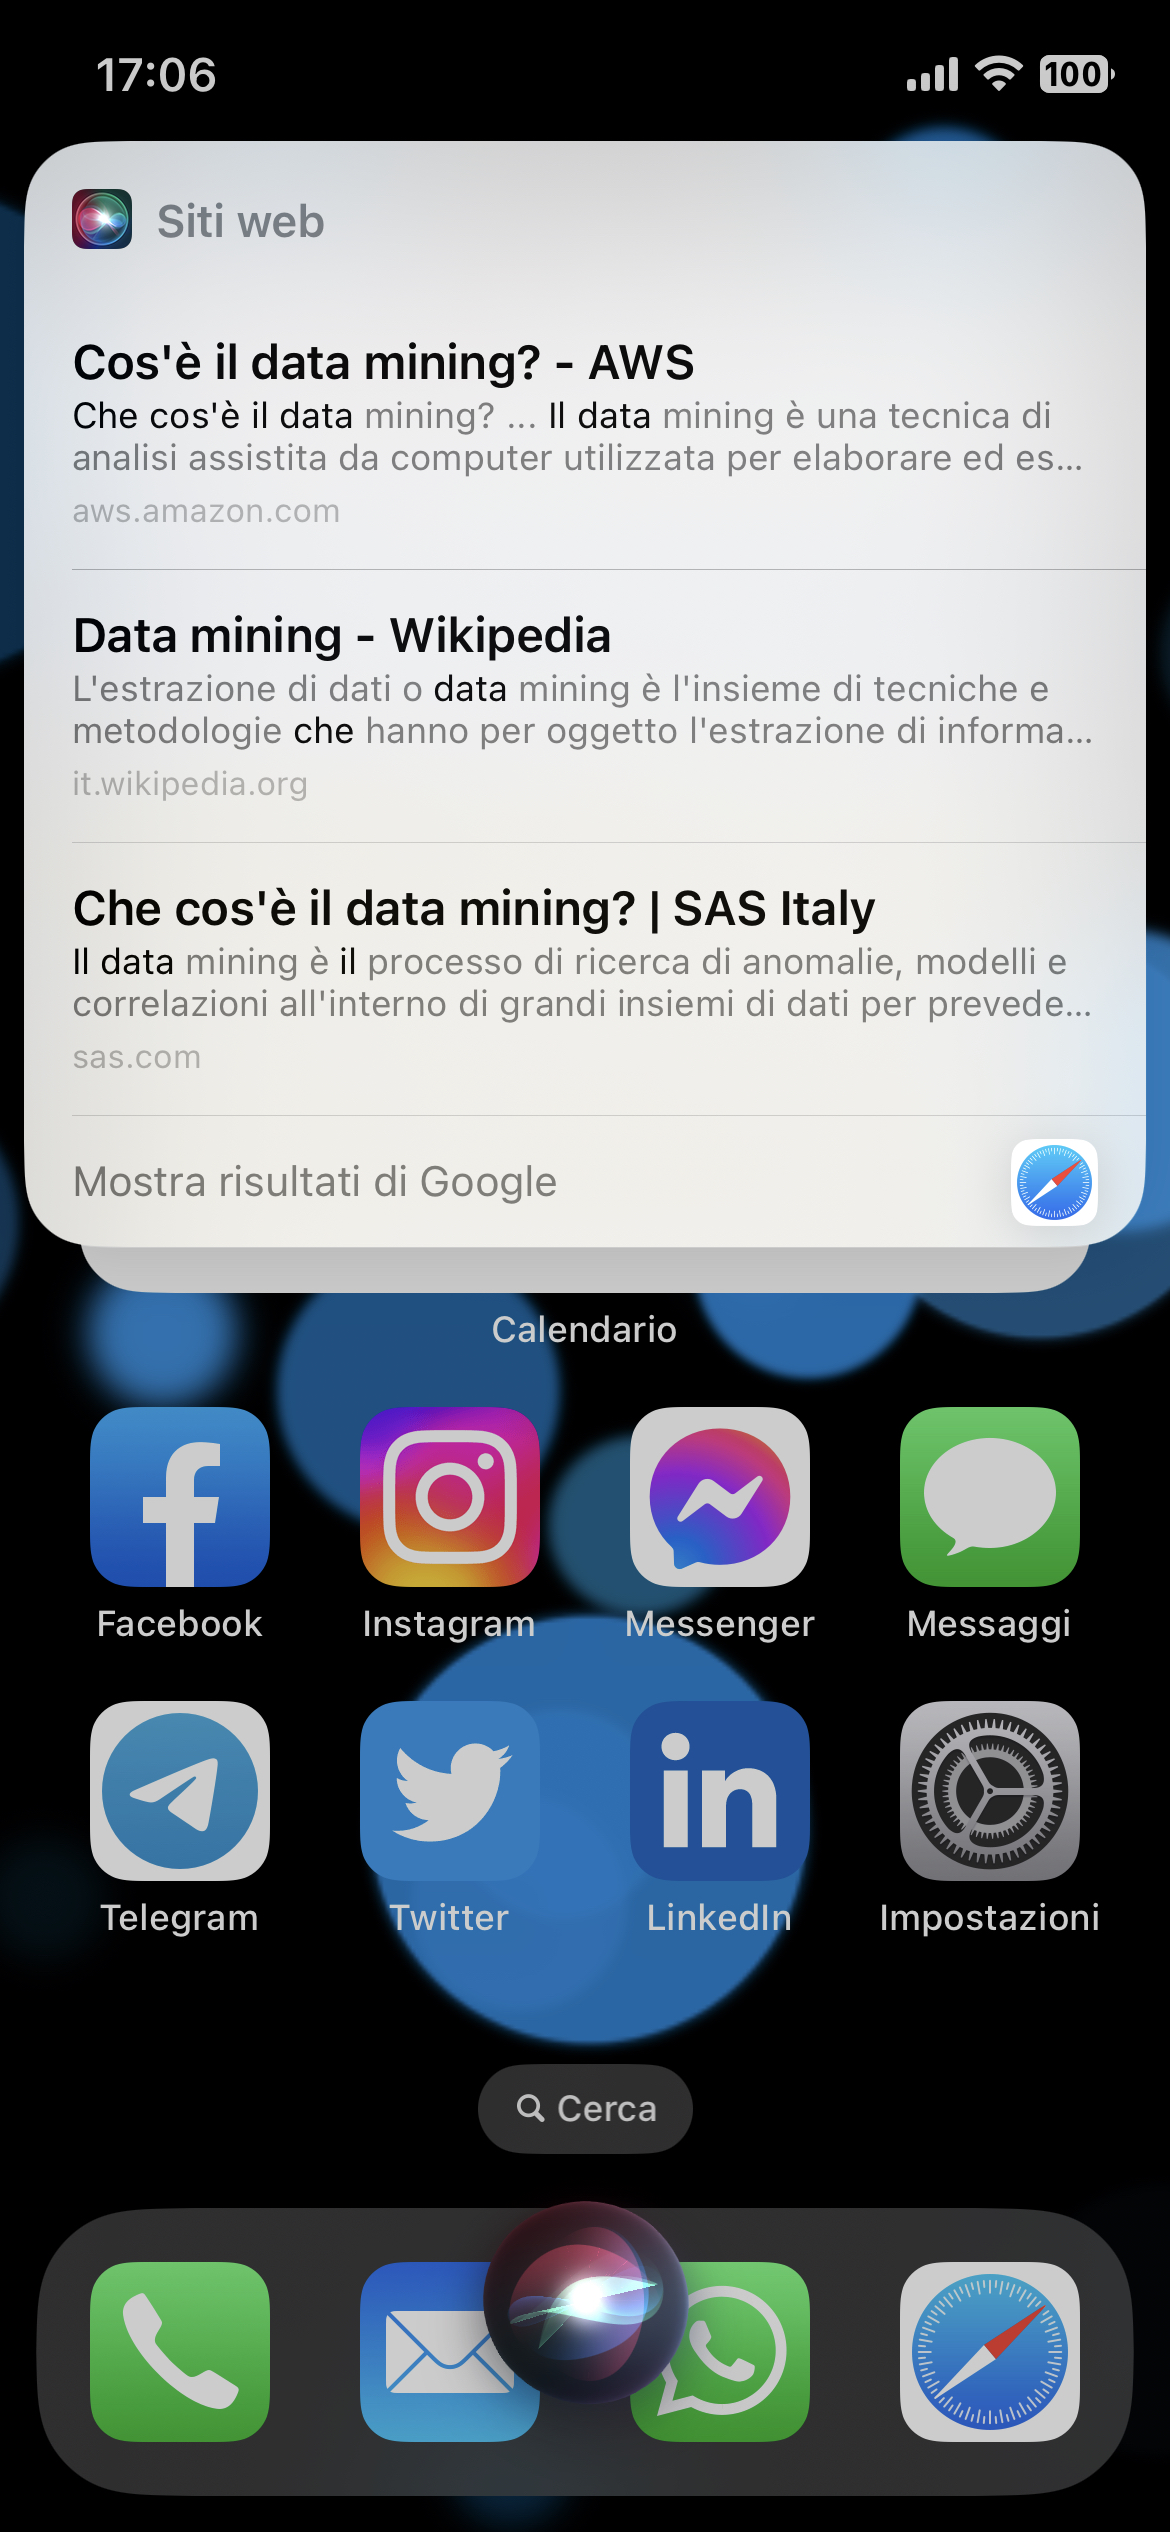 17:06
100
Siti web
Cos'è il data mining? - AWS
Che cos'è il data mining? ... Il data mining è una tecnica di
analisi assistita da computer utilizzata per elaborare ed es...
aws.amazon.com
Data mining - Wikipedia
L'estrazione di dati o data mining è l'insieme di tecniche e
metodologie che hanno per oggetto l'estrazione di informa...
it.wikipedia.org
Che cos'è il data mining? | SAS Italy
Il data mining è il processo di ricerca di anomalie, modelli e
correlazioni all'interno di grandi insiemi di dati per prevede...
sas.com
Mostra risultati di Google
Calendario
Facebook Instagram Messenger Messaggi
in
Telegram Twitter LinkedIn Impostazioni
Cerca